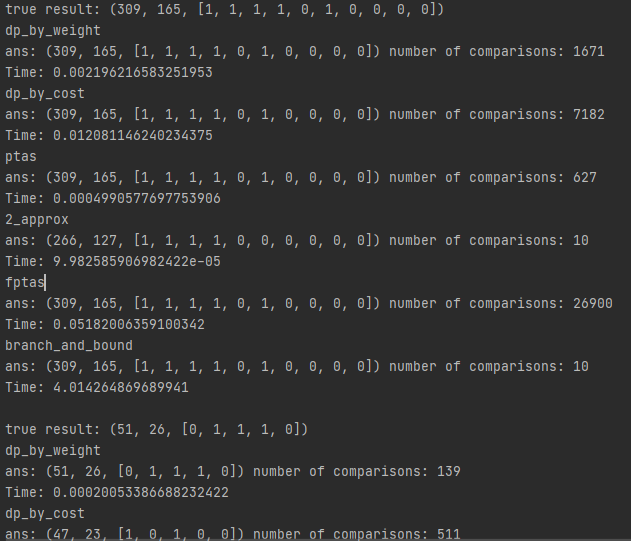 true result: (309, 165, [1, 1, 1, 1, 0, 1, 0, 0, 0, 0])
dp_by_weight
ans: (309, 165, [1, 1, 1, 1, 0, 1, 0, 0, 0, 0]) number of comparisons: 1671
Time: 0.002196216583251953
dp_by_cost
ans: (309, 165, [1, 1, 1, 1, 0, 1, 0, 0, 0, 0]) number of comparisons: 7182
Time: 0.012081146240234375
ptas
ans: (309, 165, [1, 1, 1, 1, 0, 1, 0, 0, 0, 0]) number of comparisons: 627
Time: 0.0004990577697753906
2_approx
ans: (266, 127, [1, 1, 1, 1, 0, 0, 0, 0, 0, 0]) number of comparisons: 10
Time: 9.982585906982422e-05
fptas
ans: (309, 165, [1, 1, 1, 1, 0, 1, 0, 0, 0, 0]) number of comparisons: 26900
Time: 0.05182006359100342
branch_and_bound
ans: (309, 165, [1, 1, 1, 1, 0, 1, 0, 0, 0, 0]) number of comparisons: 10
Time: 4.014264869689941
true result: (51, 26, [0, 1, 1, 1, 0])
dp_by_weight
ans: (51, 26, [0, 1, 1, 1, 0]) number of comparisons: 139
Time: 0.00020053386688232422
dp_by_cost
ans: (47, 23, [1, 0, 1, 0, 0]) number of comparisons: 511